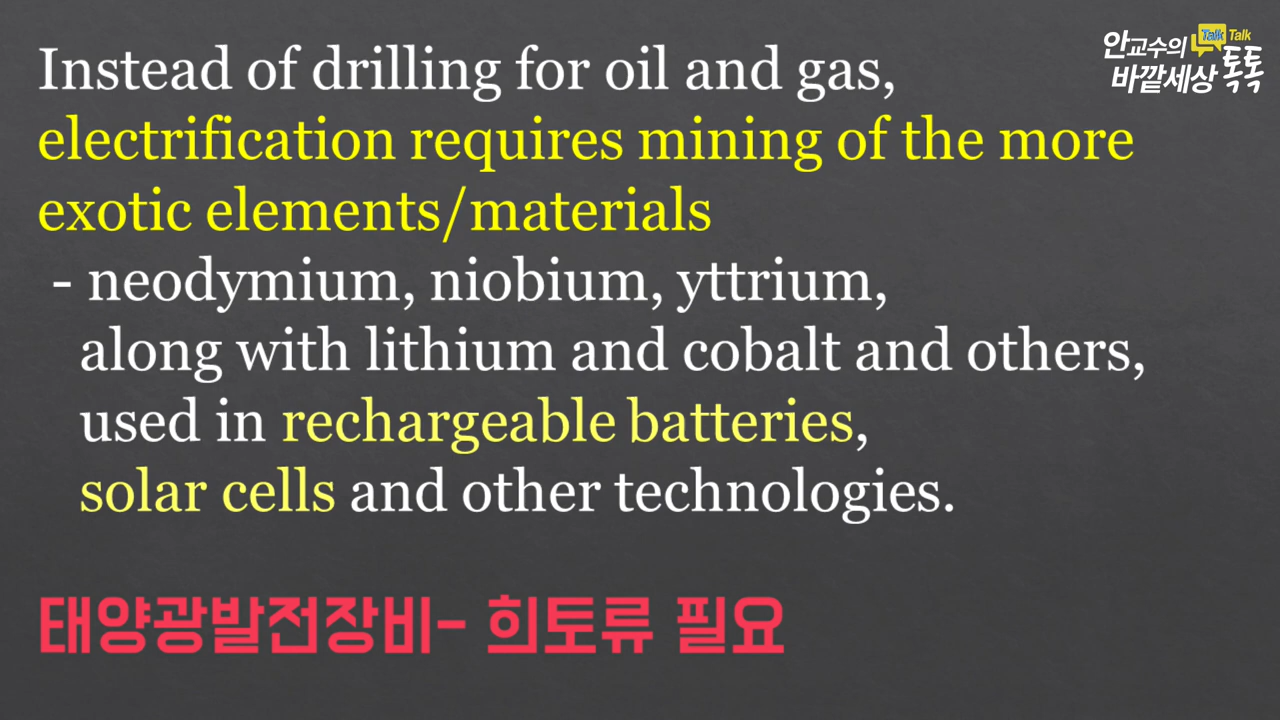 Instead of drilling for oil and gas,
electrification requires mining of the more
exotic elements/materials
- neodymium, niobium, yttrium,
along with lithium and cobalt and others,
used in rechargeable batteries,
solar cells and other technologies.
태양광발전장비- 희토류 필요
안교수의 Talk Talk
바깥세상 톡톡